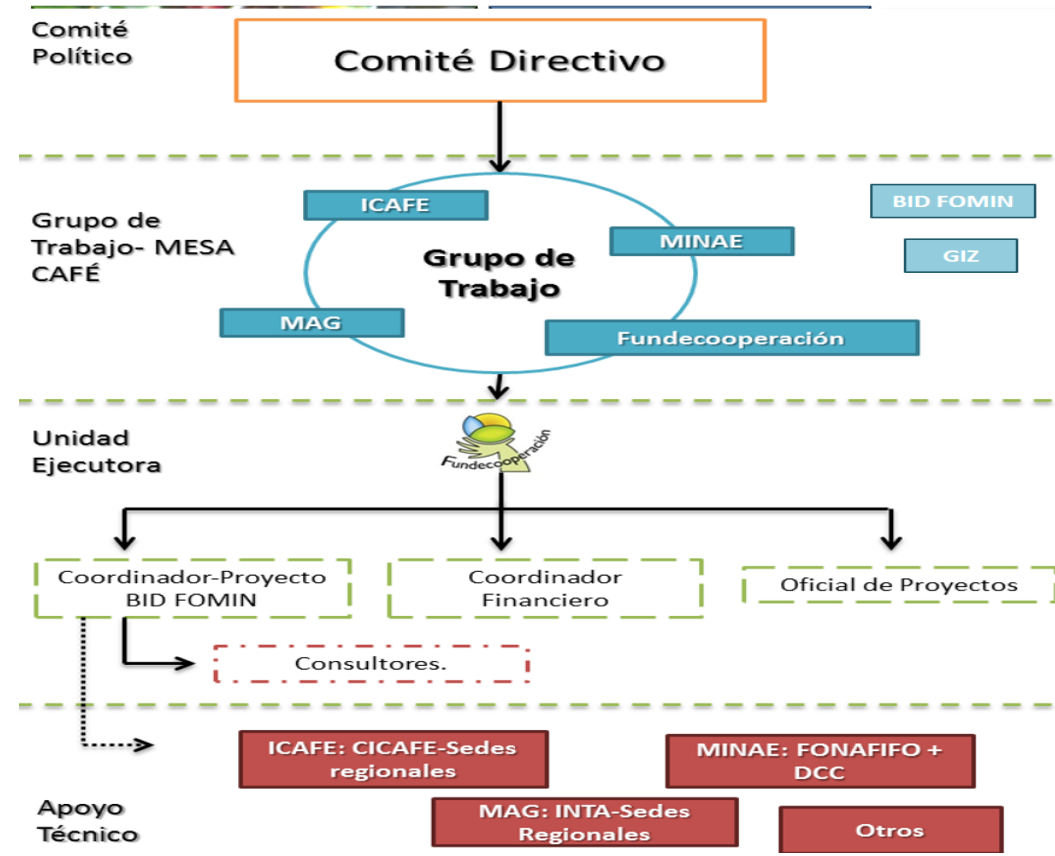 Comité
Político
Comité Directivo
Grupo de
Trabajo- MESA
CAFÉ
ICAFE
MINAE
Grupo de
Trabajo
MAG
Fundecooperación
BID FOMIN
GIZ
Unidad
Ejecutora
Fundecooperación
Coordinador-Proyecto
BID FOMIN
Coordinador
Financiero
Oficial de Proyectos
Consultores.
Apoyo
Técnico
ICAFE: CICAFE-Sedes
regionales
MINAE: FONAFIFO +
DCC
MAG: INTA-Sedes
Regionales
Otros